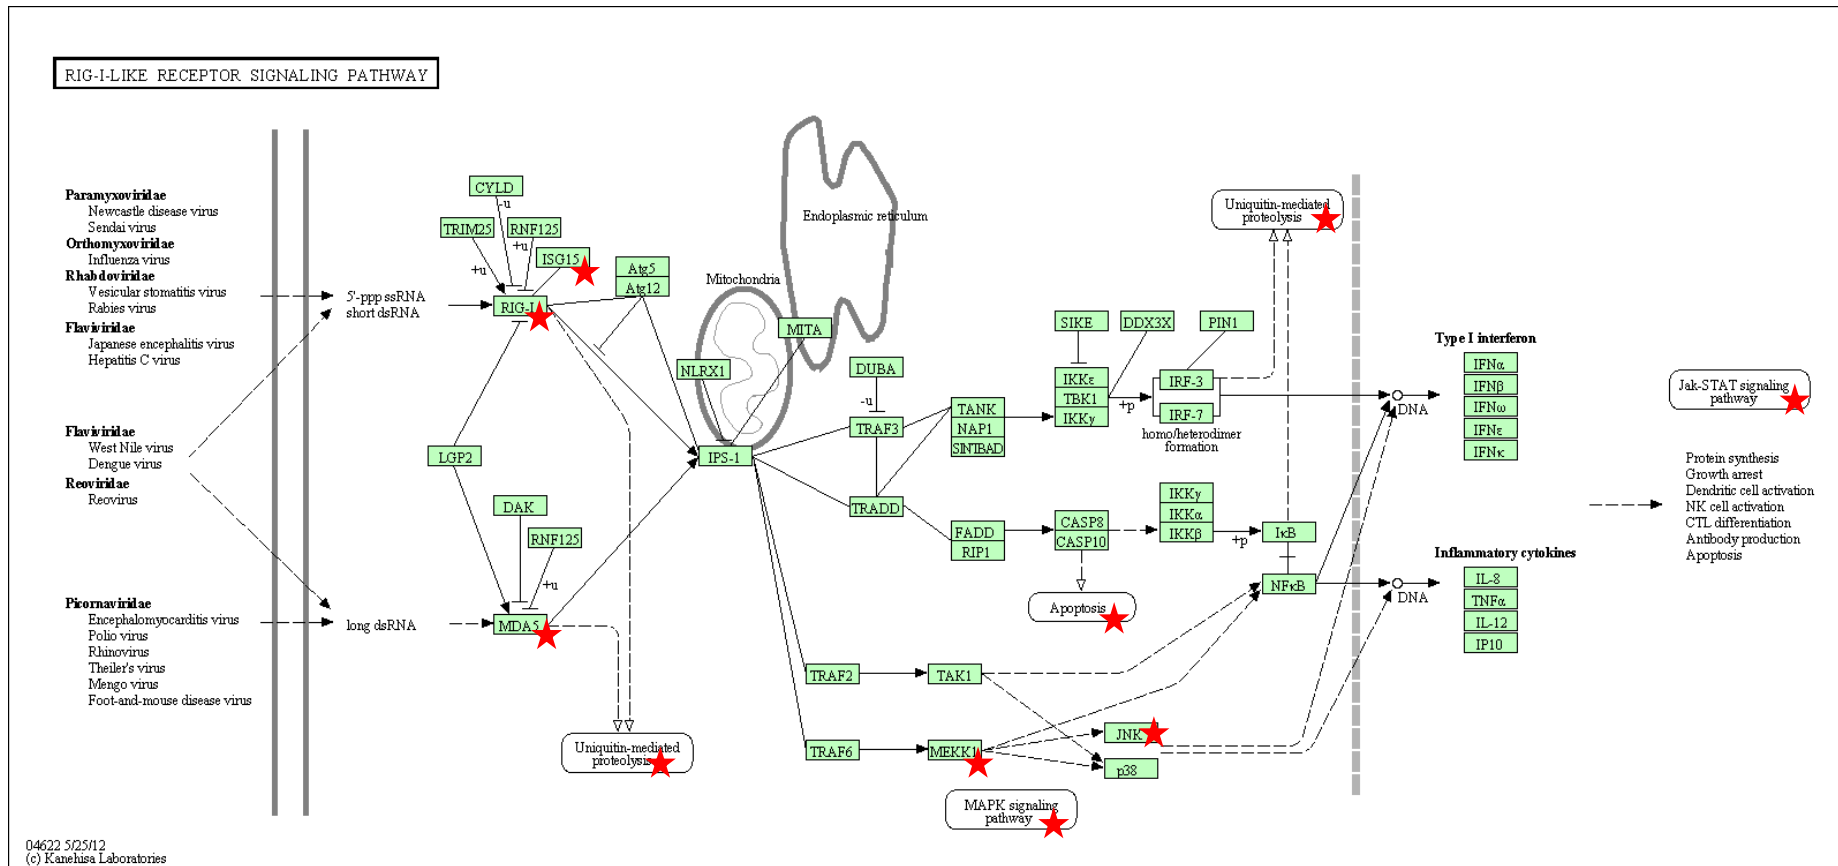 RIG-I-LIKE RECEPTOR SIGNALING PATHWAY
Paramyxoviridae
Newcastle disease virus
Sendai virus
Orthomyxoviridae
Influenza virus
Rhabdoviridae
Vesicular stomatitis virus
Rabies virus
Flaviviridae
Japanese encephalitis virus
Hepatitis C virus
Flaviviridae
West Nile virus
Dengue virus
Reoviridae
Reovirus
Picornaviridae
Encephalomyocarditis virus
Polio virus
Rhinovirus
Theiler's virus
Mengo virus
Foot-and-mouse disease virus
5'-ppp ssRNA
short dsRNA
long dsRNA
CYLD
-u
TRIM25
RNF125
+u
+u
ISG15
RIG-I
Atg5
Atg12
LGP2
DAK
RNF125
+u
MDA5
Uniquitin-mediated
proteolysis
Mitochondria
Endoplasmic reticulum
MITA
NLRX1
IPS-1
DUBA
-u
TRAF3
TRADD
TRAF2
TRAF6
TANK
NAP1
SINTBAD
FADD
RIP1
TAK1
MEKK1
MAPK signaling
pathway
SIKE
DDX3X
PIN1
IKKε
TBK1
IKKγ
+p
IRF-3
IRF-7
homo/heterodimer
formation
CASP8
CASP10
Apoptosis
IKKγ
IKKα
IKKβ
+p
IκB
NFκB
JNK
p38
Uniquitin-mediated
proteolysis
DNA
DNA
Type I interferon
IFNα
IFNβ
IFNω
IFNε
IFNκ
Inflammatory cytokines
IL-8
TNFα
IL-12
IP10
Jak-STAT signaling
pathway
Protein synthesis
Growth arrest
Dendritic cell activation
NK cell activation
CTL differentiation
Antibody production
Apoptosis
04622 5/25/12
(c) Kanehisa Laboratories